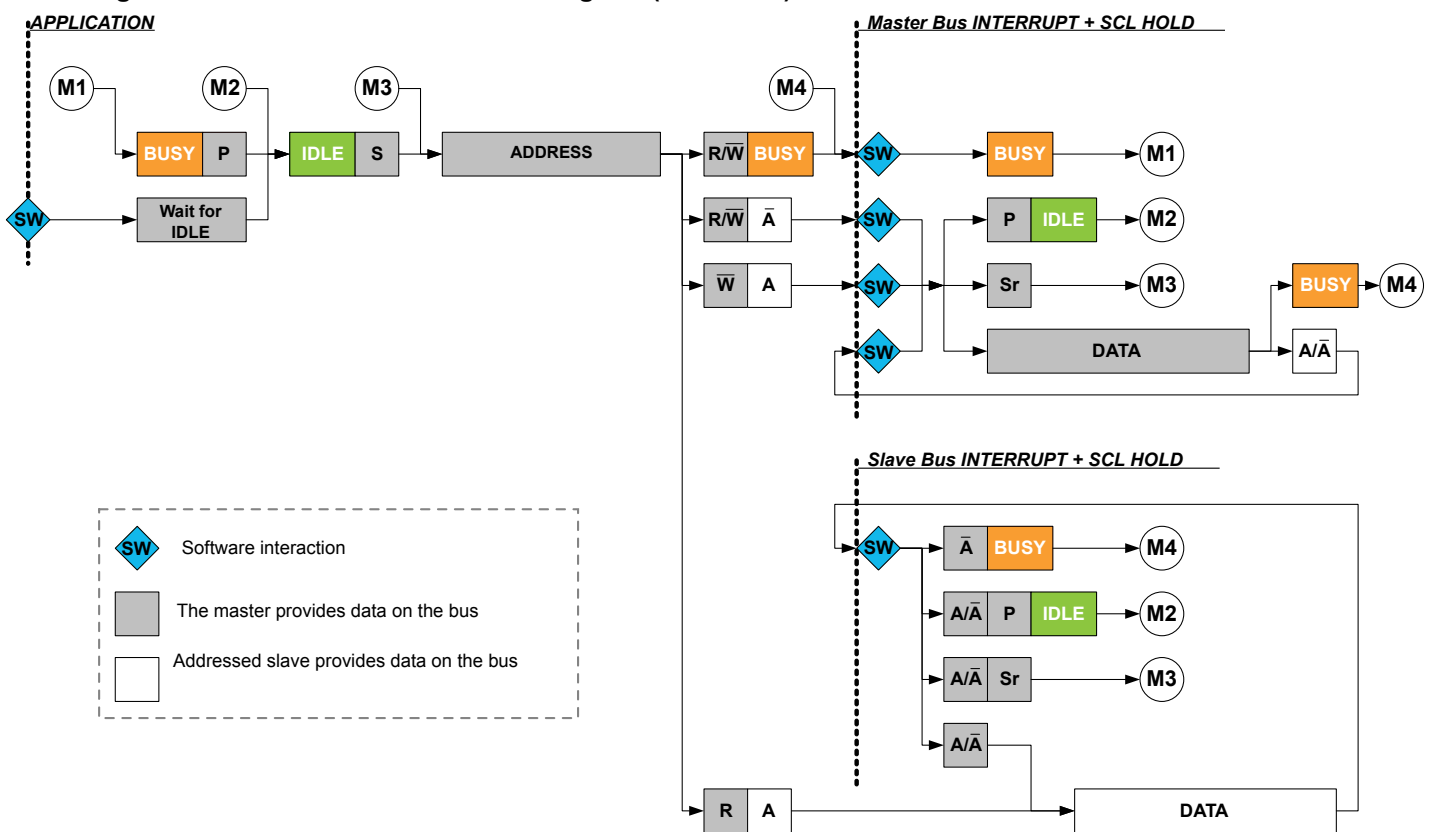 APPLICATION
Master Bus INTERRUPT + SCL HOLD
M1
M2
M3
M4
BUSY P
IDLE S
ADDRESS
R/W̅ BUSY
SW
BUSY
M1
SW
Wait for
IDLE
R/W̅ A̅
SW
P IDLE
M2
W̅ A
SW
Sr
M3
BUSY
M4
SW
DATA
A/A̅
Slave Bus INTERRUPT + SCL HOLD
SW
A̅ BUSY
M4
SW
Software interaction
A/A̅ P IDLE
M2
The master provides data on the bus
Addressed slave provides data on the bus
A/A̅ Sr
M3
A/A̅
R A
DATA